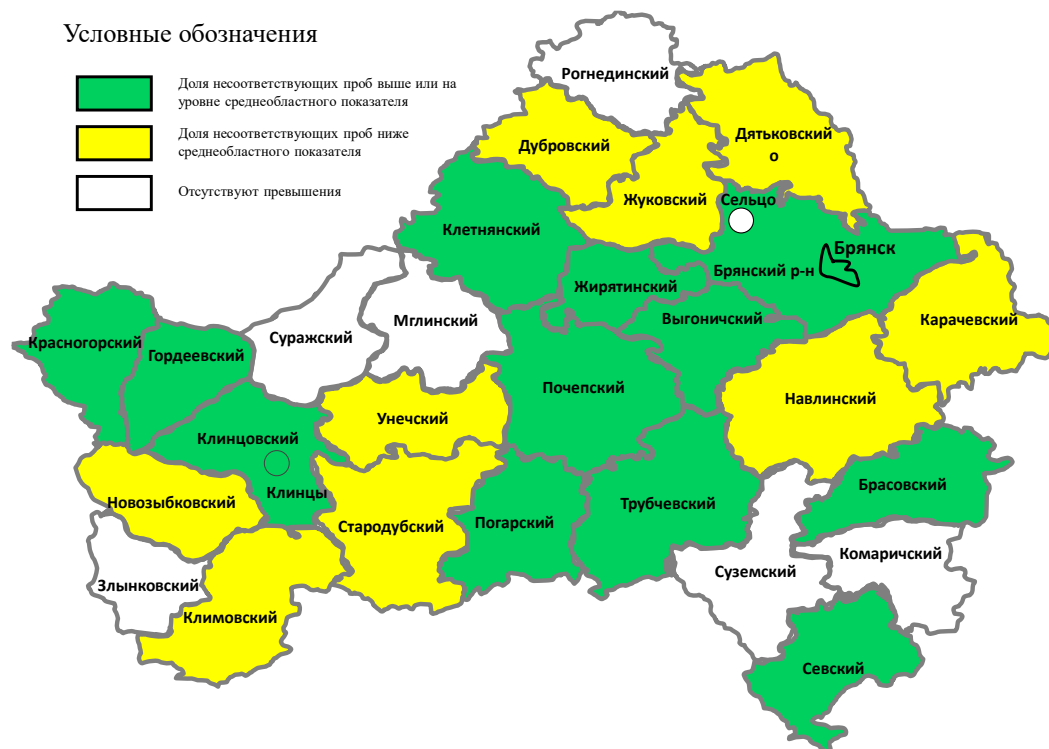 Условные обозначения
Доля несоответствующих проб выше или на
уровне среднеобластного показателя
Доля несоответствующих проб ниже
среднеобластного показателя
Отсутствуют превышения
Рогнединский
Дятьковский
о
Дубровский
Жуковский
Сельцо
Клетнянский
Брянск
Брянский р-н
Жирятинский
Выгоничский
Мглинский
Суражский
Карачевский
Красногорский
Гордеевский
Почепский
Навлинский
Унечский
Клинцовский
Клинцы
Новозыбковский
Стародубский
Погарский
Трубчевский
Брасовский
Комаричский
Суземский
Злынковский
Климовский
Севский